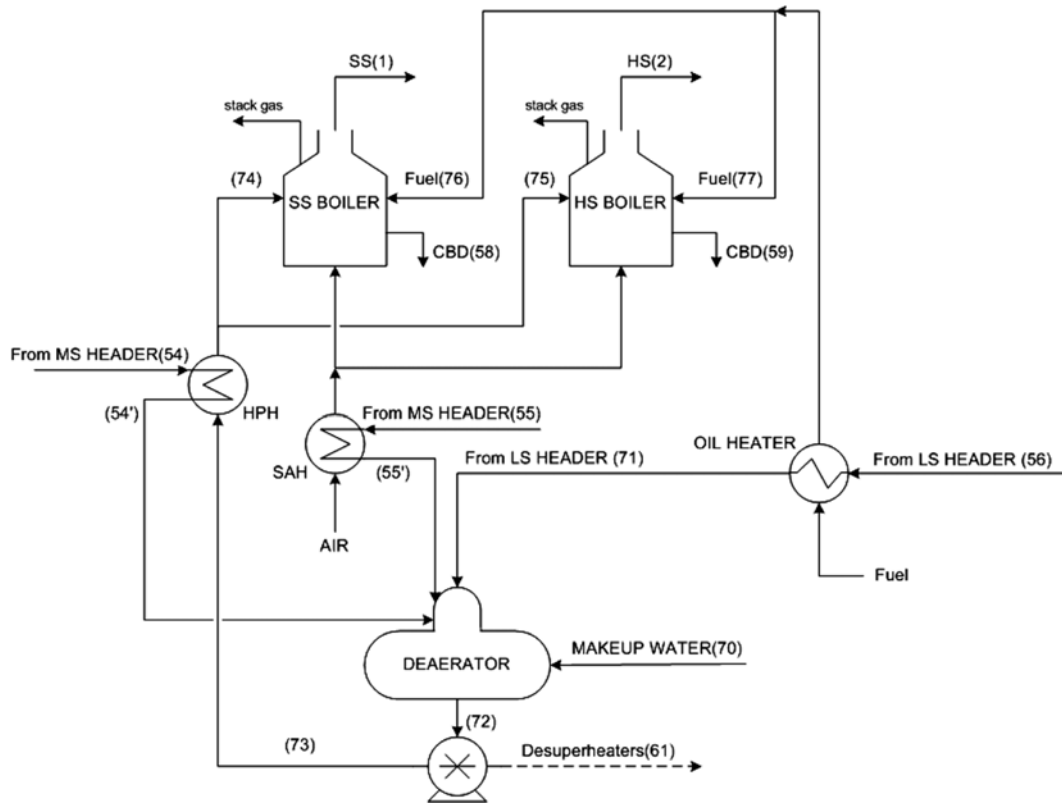 SS(1)
HS(2)
stack gas
stack gas
(74)
Fuel(76)
(75)
Fuel(77)
SS BOILER
HS BOILER
CBD(58)
CBD(59)
From MS HEADER(54)
(54')
HPH
From MS HEADER(55)
SAH
(55')
OIL HEATER
From LS HEADER (71)
From LS HEADER (56)
AIR
Fuel
MAKEUP WATER(70)
DEAERATOR
(72)
(73)
Desuperheaters(61)